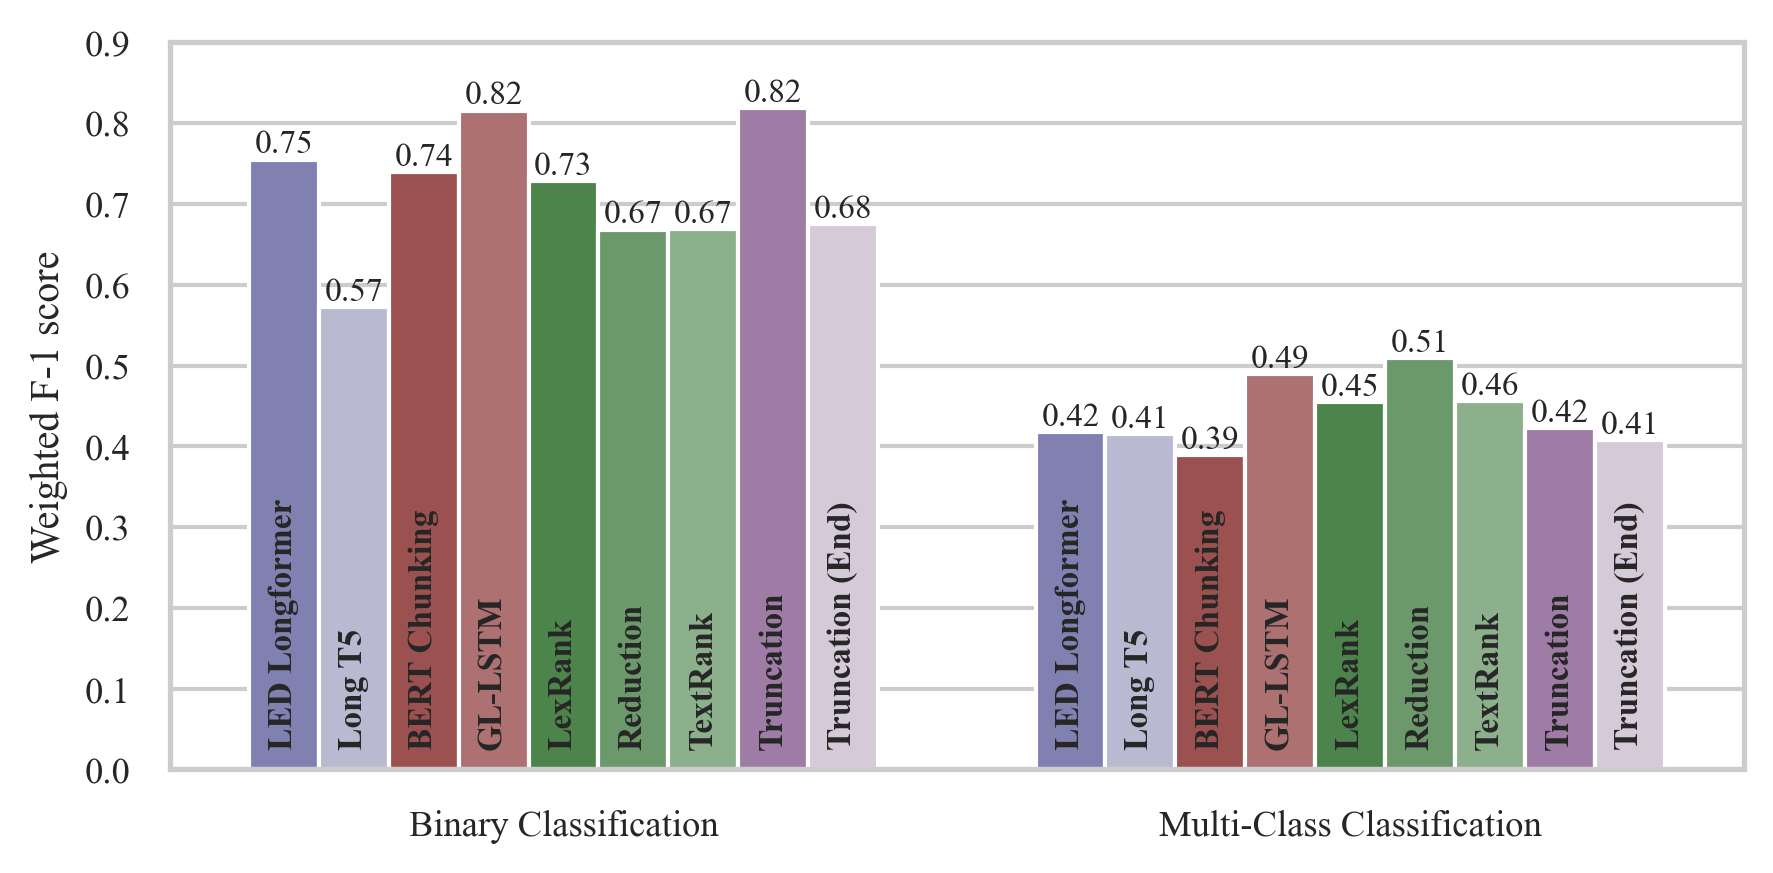 0.9
0.8
0.7
0.6
0.5
0.4
0.3
0.2
0.1
0.0
Weighted F-1 score
0.75
0.57
0.74
0.82
0.73
0.67
0.67
0.82
0.68
LED Longformer
Long T5
BERT Chunking
GL-LSTM
LexRank
Reduction
TextRank
Truncation
Truncation (End)
0.42
0.41
0.39
0.49
0.45
0.51
0.46
0.42
0.41
LED Longformer
Long T5
BERT Chunking
GL-LSTM
LexRank
Reduction
TextRank
Truncation
Truncation (End)
Binary Classification
Multi-Class Classification